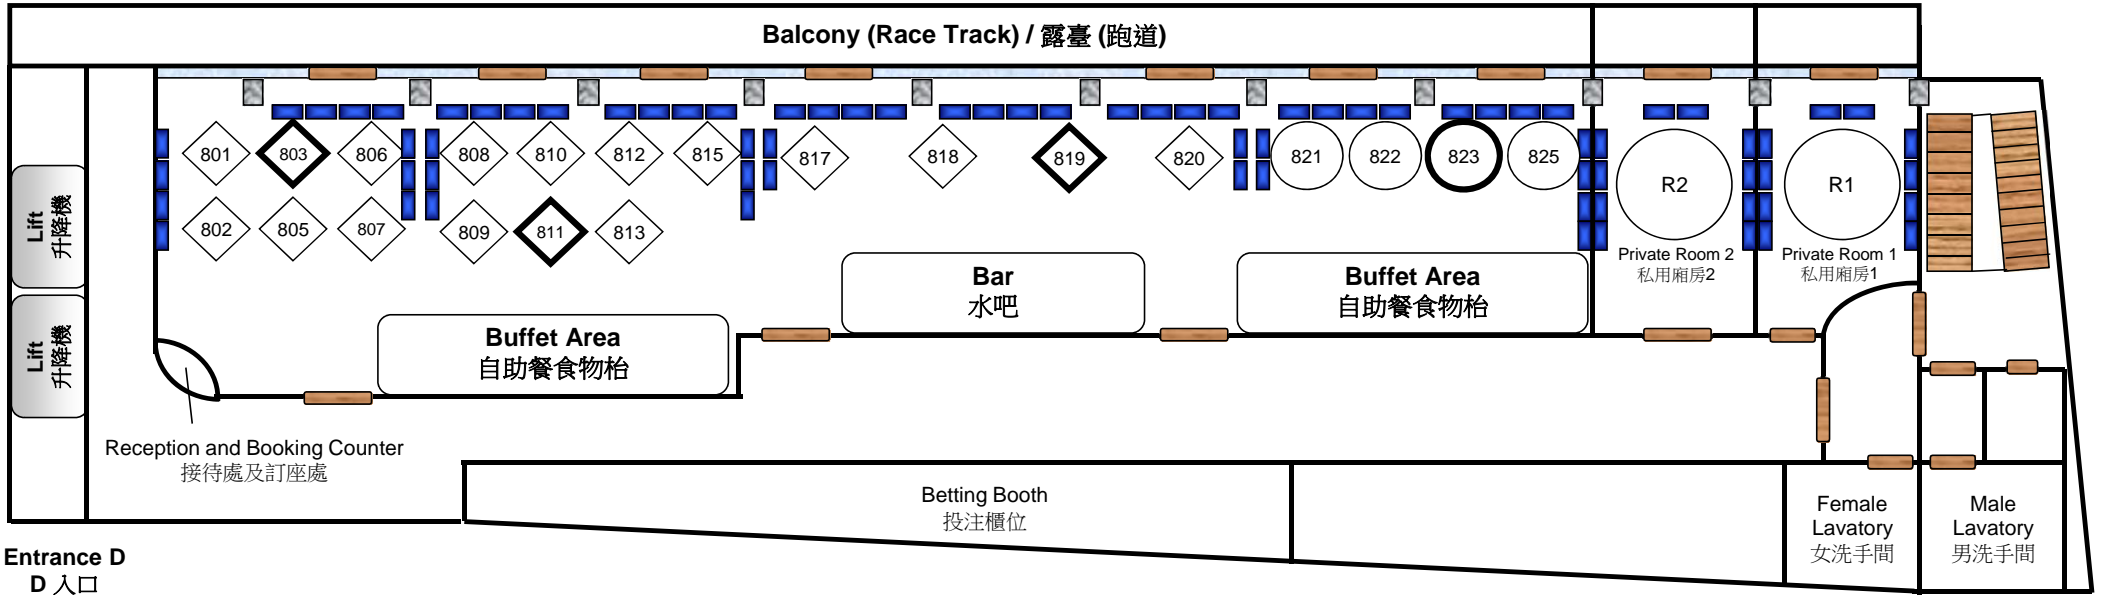 Balcony (Race Track) / 露臺 (跑道)
801
803
806
808
810
812
815
817
818
819
820
821
822
823
825
R2
R1
802
805
807
809
811
813
Lift
升降機
Lift
升降機
Private Room 2
私用廂房2
Private Room 1
私用廂房1
Bar
水吧
Buffet Area
自助餐食物枱
Buffet Area
自助餐食物枱
Reception and Booking Counter
接待處及訂座處
Betting Booth
投注櫃位
Female
Lavatory
女洗手間
Male
Lavatory
男洗手間
Entrance D
D 入口